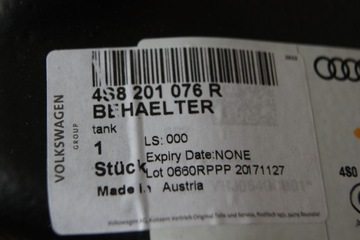 VOLKSWAGEN
GROUP
4S8 201 076 R
BEHAELTER
tank
1
Stück
LS: 000
Expiry Date:NONE
Lot 0660RPPP 20171127
Made in Austria
4S0